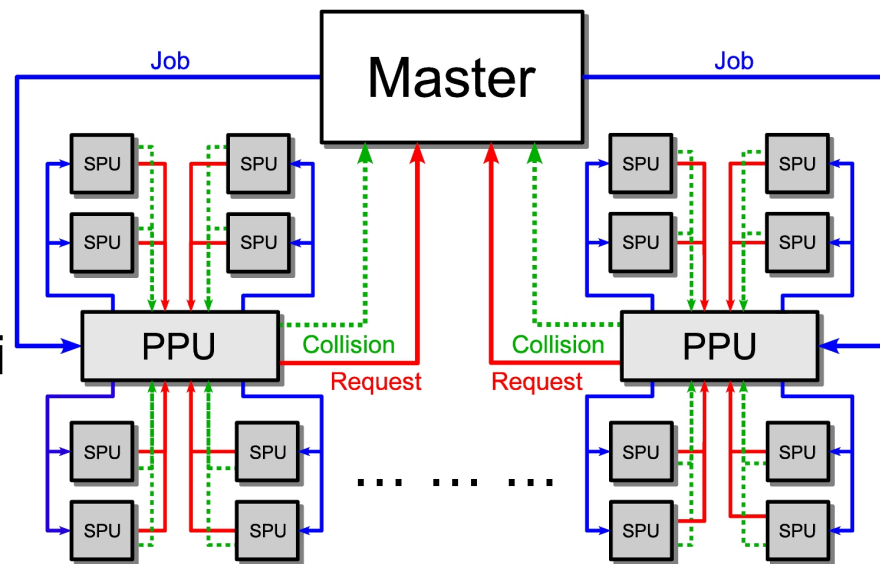 Master
Job
Job
SPU
SPU
SPU
SPU
SPU
SPU
SPU
SPU
i
PPU
PPU
Collision
Collision
Request
Request
SPU
SPU
SPU
SPU
... ... ...
SPU
SPU
SPU
SPU